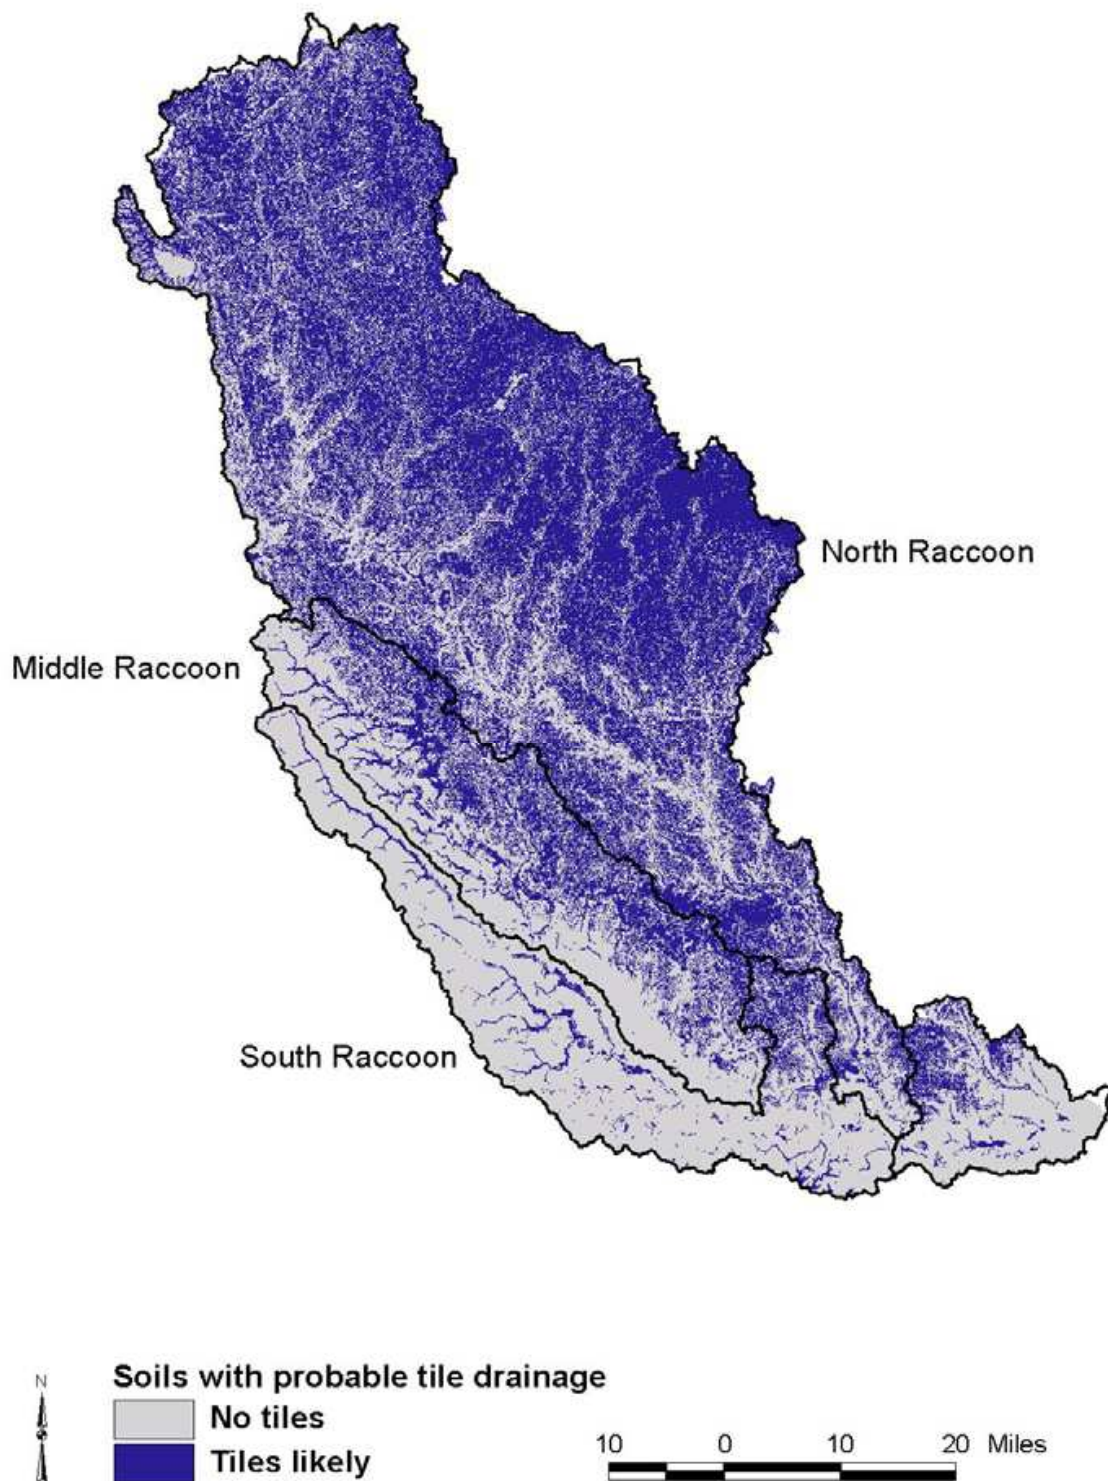 North Raccoon
Middle Raccoon
South Raccoon
N
Soils with probable tile drainage
No tiles
Tiles likely
10 0 10 20 Miles